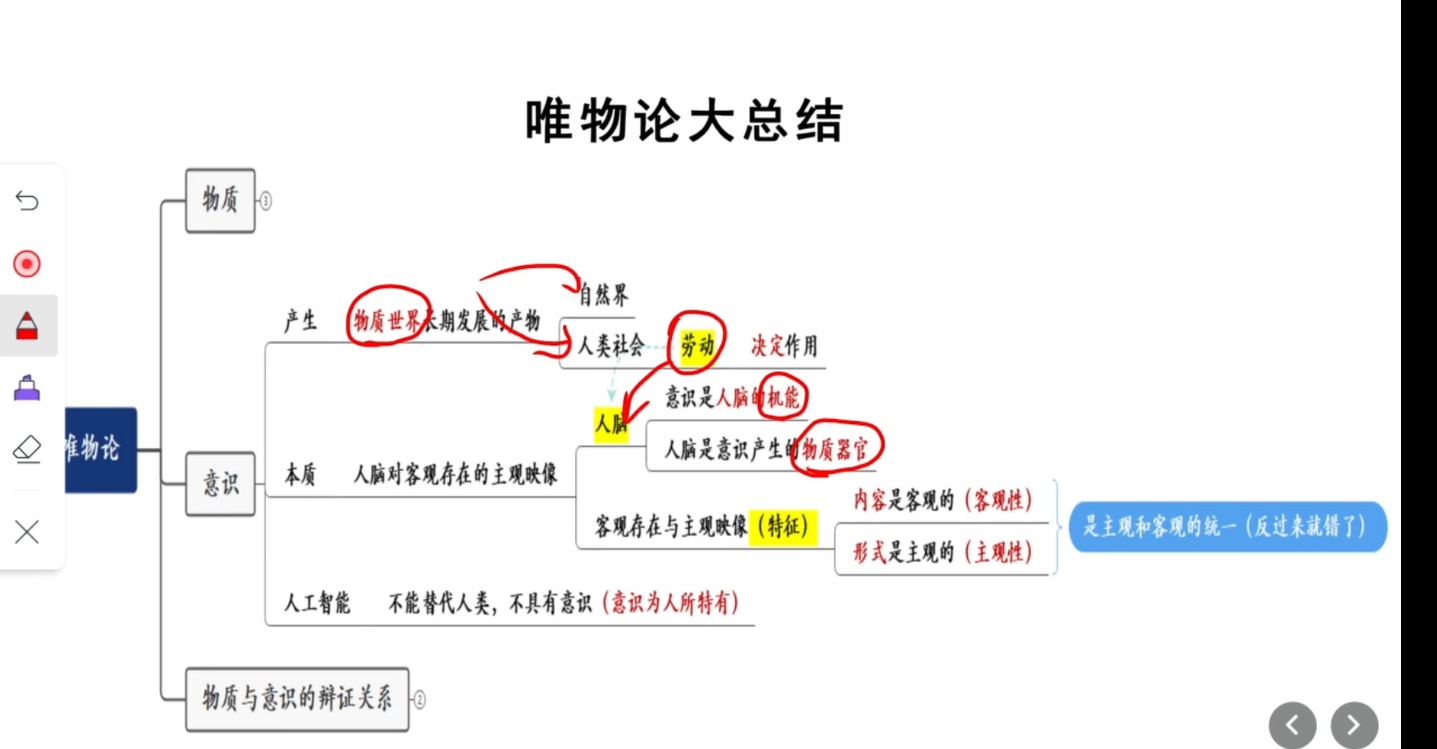 唯物论大总结
物质 ③
自然界
产生 物质世界长期发展的产物
人类社会 劳动 决定作用
意识是人脑的机能
人脑
人脑是意识产生的物质器官
唯物论
意识
本质 人脑对客观存在的主观映像
内容是客观的（客观性）
客观存在与主观映像（特征）
是主观和客观的统一（反过来就错了）
形式是主观的（主观性）
人工智能 不能替代人类，不具有意识（意识为人所特有）
物质与意识的辩证关系 ②